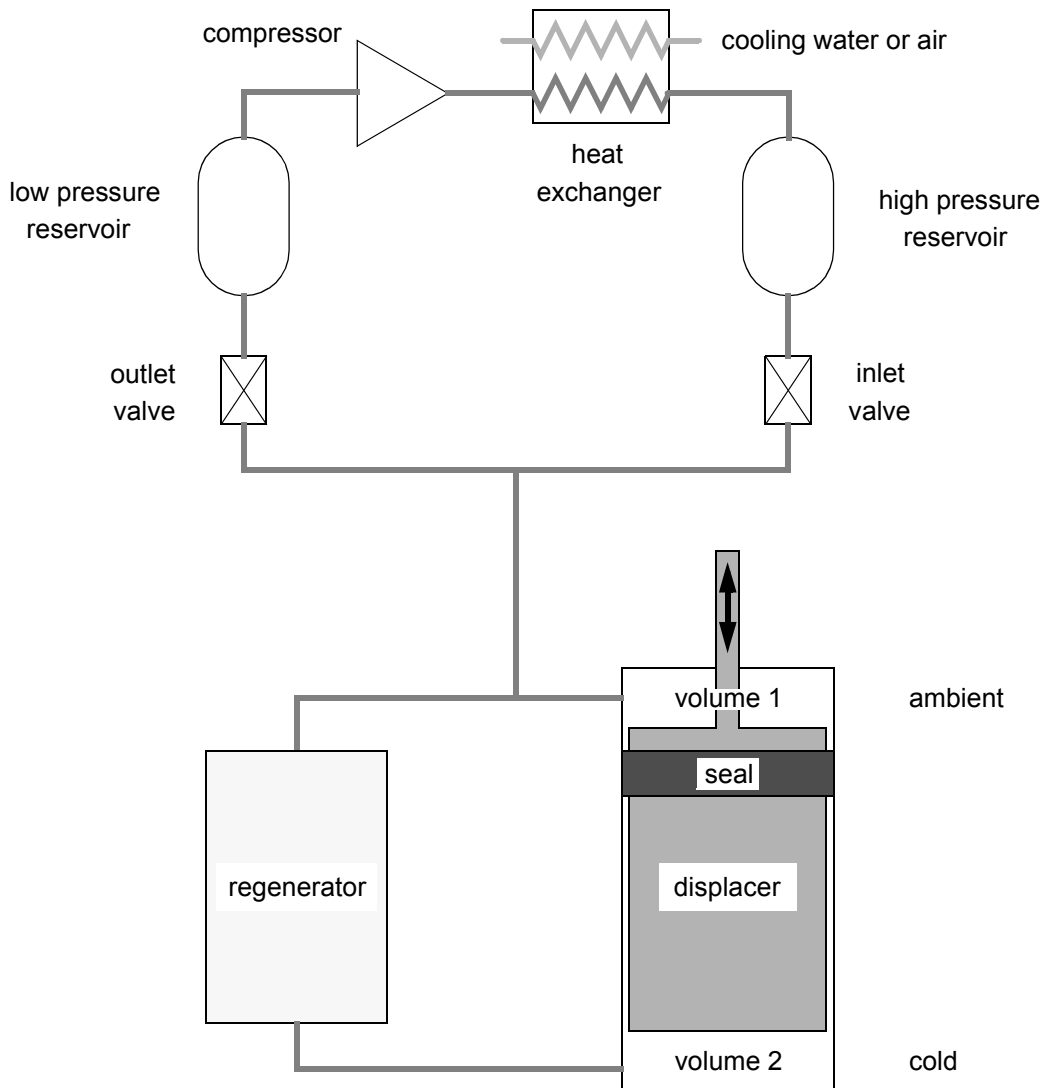 compressor
cooling water or air
heat
exchanger
low pressure
reservoir
high pressure
reservoir
outlet
valve
inlet
valve
volume 1
ambient
seal
regenerator
displacer
volume 2
cold